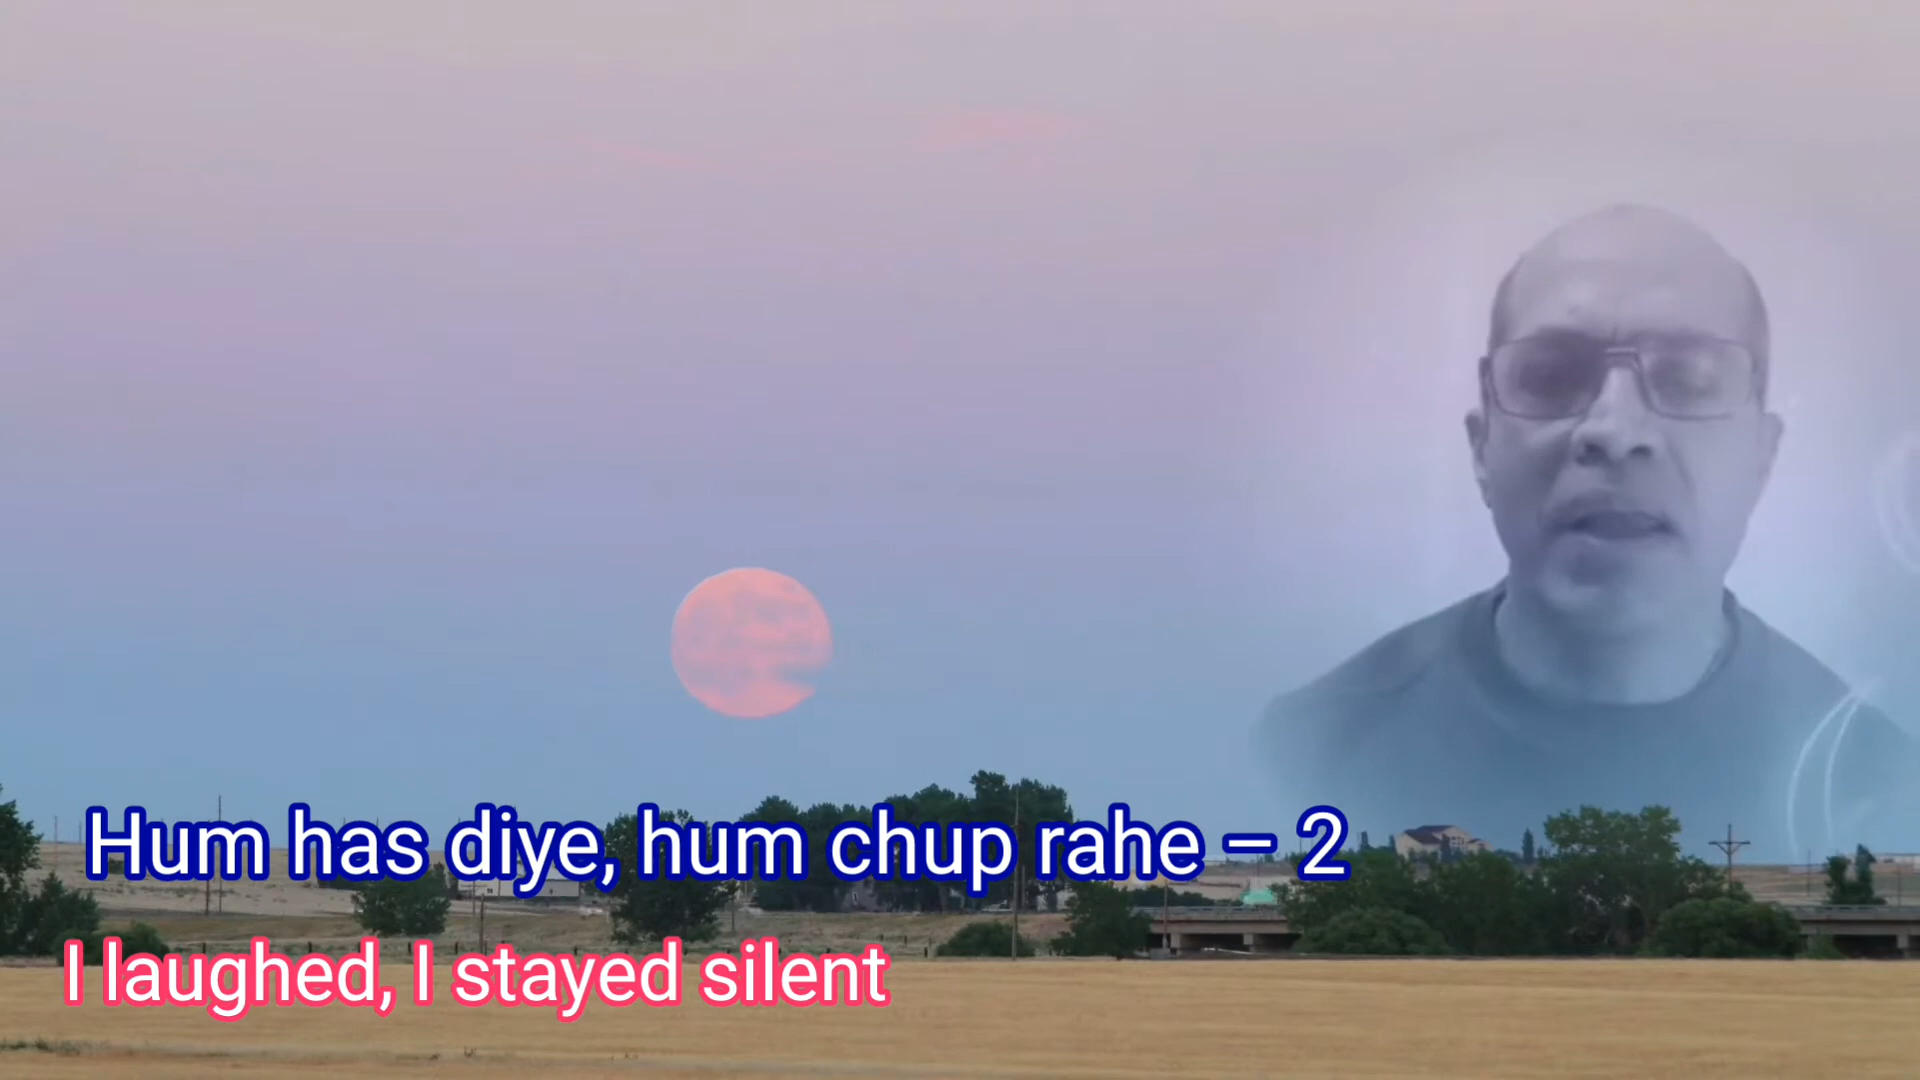 Hum has diye, hum chup rahe – 2
I laughed, I stayed silent